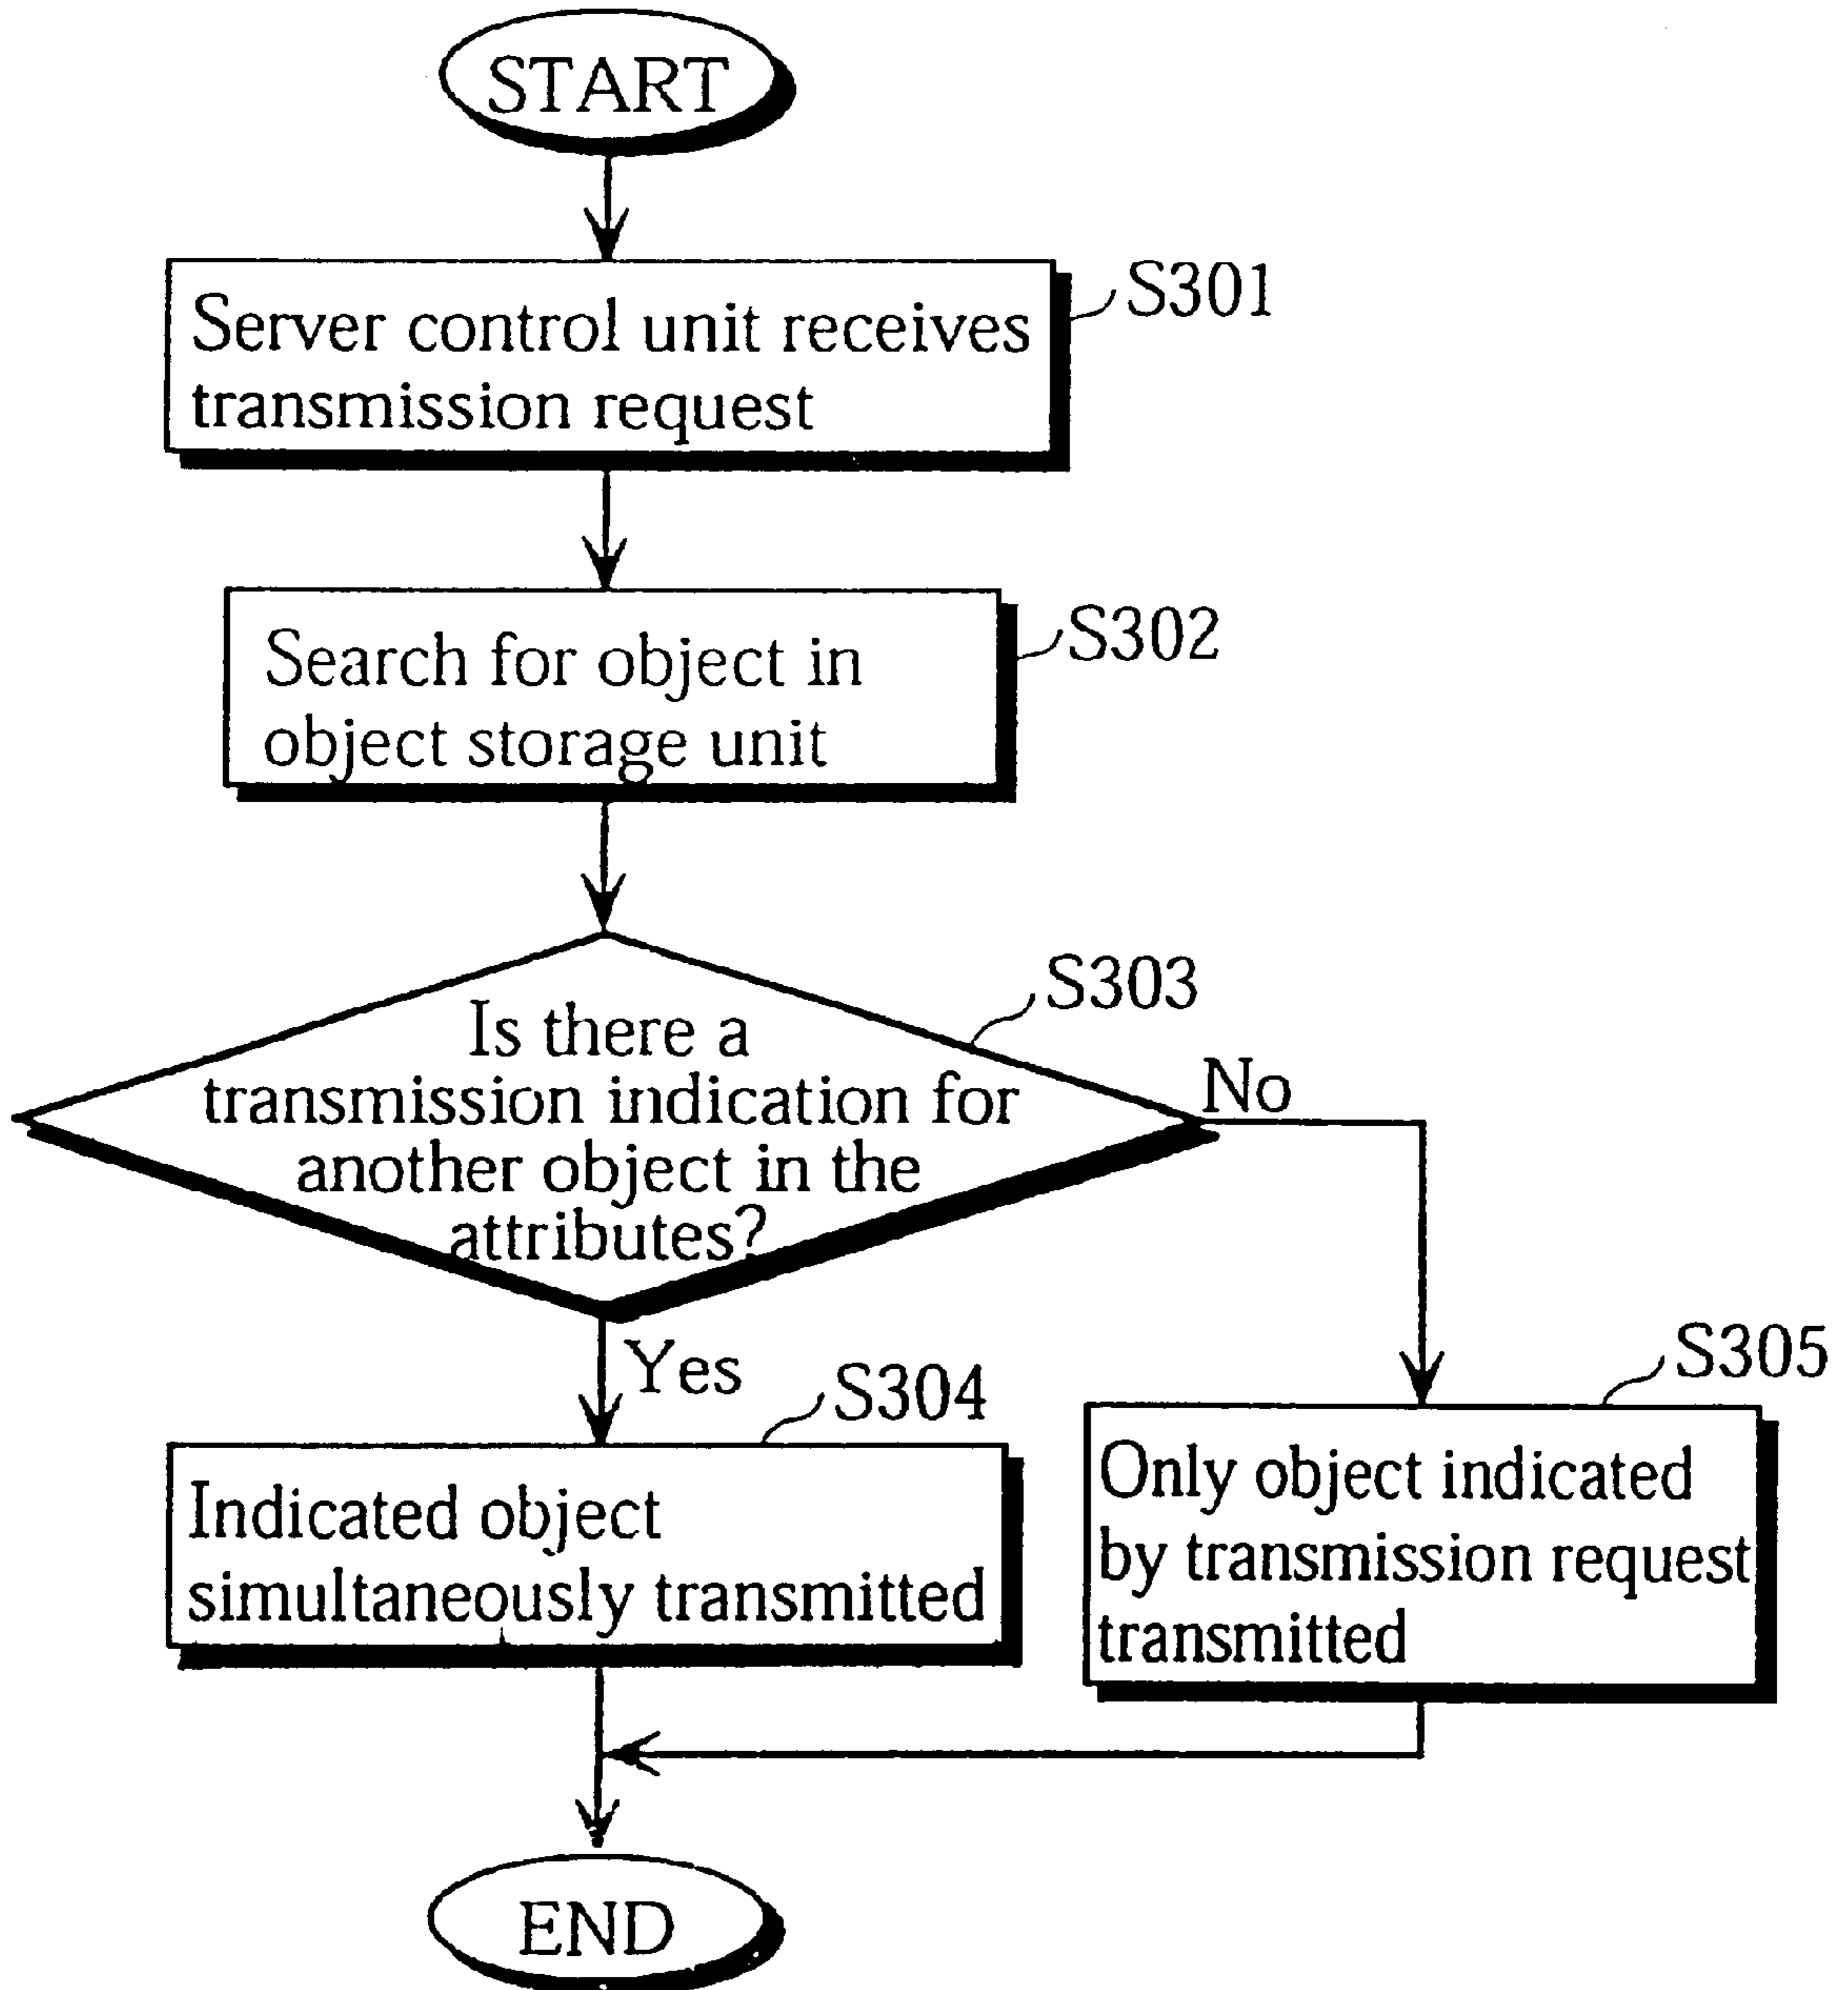 START
Server control unit receives
transmission request
S301
Search for object in
object storage unit
S302
Is there a
transmission indication for
another object in the
attributes?
S303
No
Yes
Indicated object
simultaneously transmitted
S304
Only object indicated
by transmission request
transmitted
S305
END